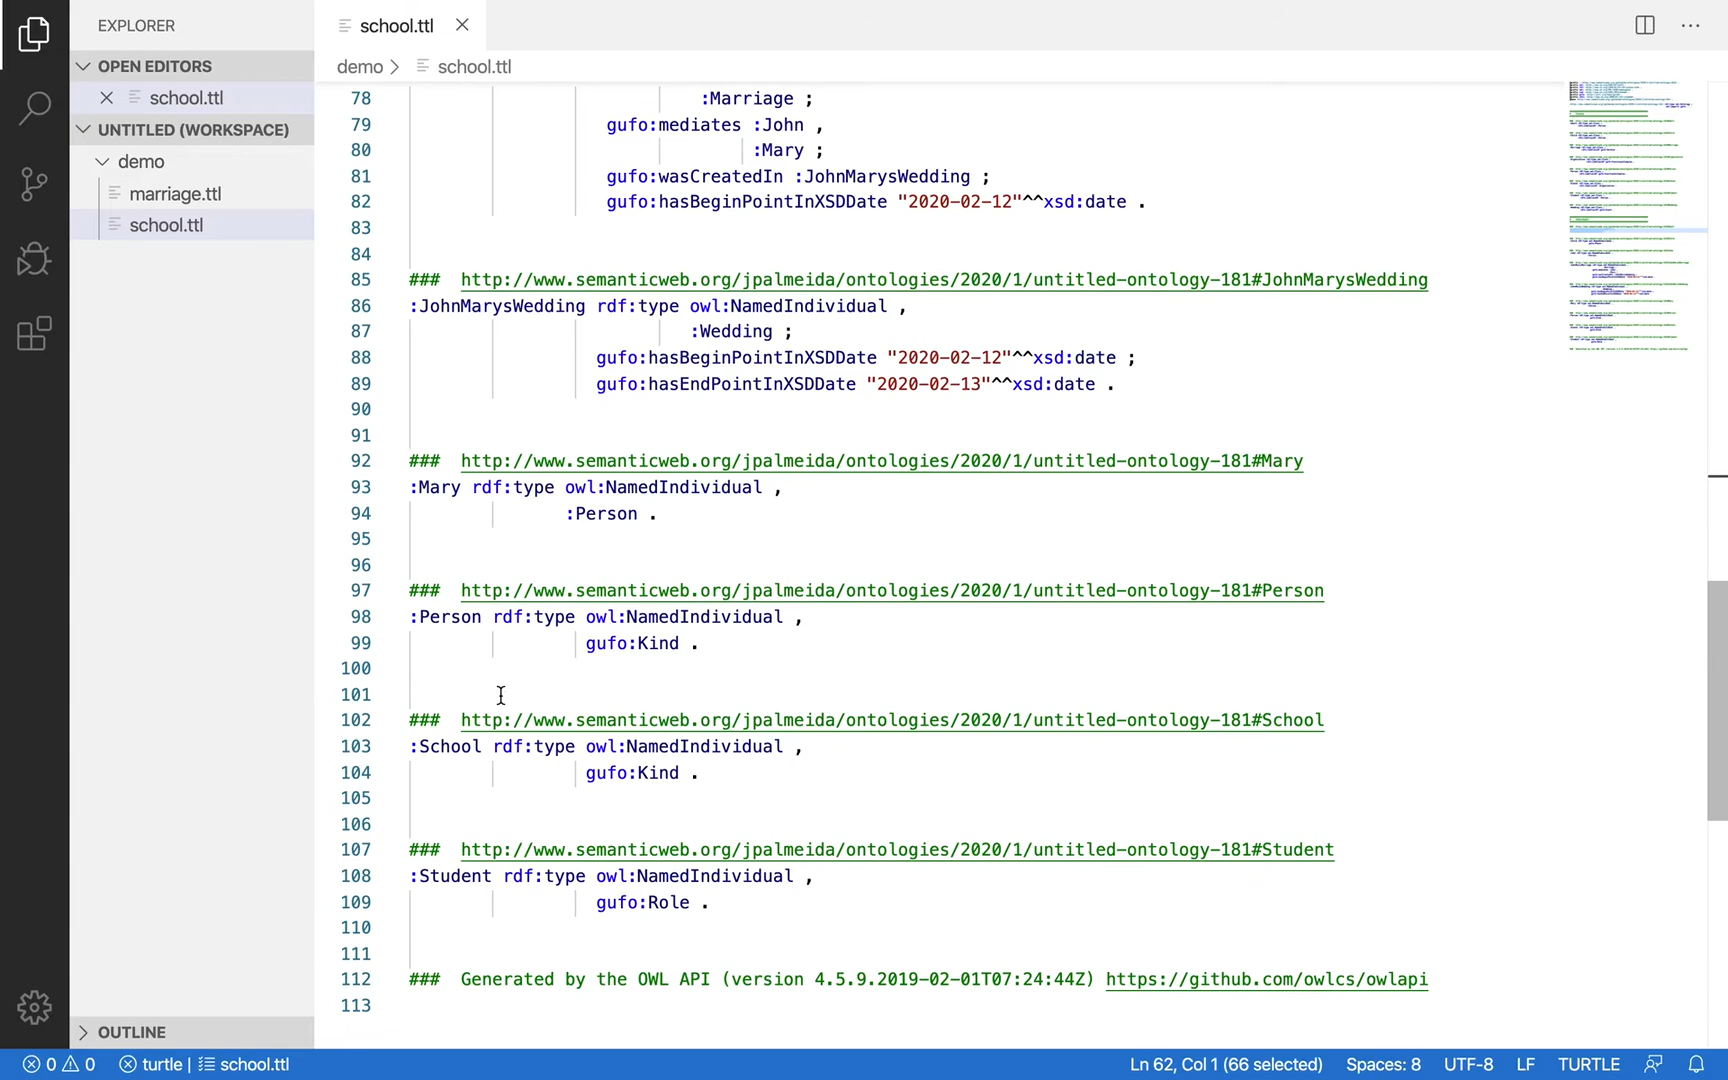 EXPLORER
OPEN EDITORS
school.ttl
UNTITLED (WORKSPACE)
demo
marriage.ttl
school.ttl
OUTLINE
school.ttl
demo > school.ttl
78 :Marriage ;
79 gufo:mediates :John ,
80 :Mary ;
81 gufo:wasCreatedIn :JohnMarysWedding ;
82 gufo:hasBeginPointInXSDDate "2020-02-12"^^xsd:date .
83
84
85 ### http://www.semanticweb.org/jpalmeida/ontologies/2020/1/untitled-ontology-181#JohnMarysWedding
86 :JohnMarysWedding rdf:type owl:NamedIndividual ,
87 :Wedding ;
88 gufo:hasBeginPointInXSDDate "2020-02-12"^^xsd:date ;
89 gufo:hasEndPointInXSDDate "2020-02-13"^^xsd:date .
90
91
92 ### http://www.semanticweb.org/jpalmeida/ontologies/2020/1/untitled-ontology-181#Mary
93 :Mary rdf:type owl:NamedIndividual ,
94 :Person .
95
96
97 ### http://www.semanticweb.org/jpalmeida/ontologies/2020/1/untitled-ontology-181#Person
98 :Person rdf:type owl:NamedIndividual ,
99 gufo:Kind .
100
101
102 ### http://www.semanticweb.org/jpalmeida/ontologies/2020/1/untitled-ontology-181#School
103 :School rdf:type owl:NamedIndividual ,
104 gufo:Kind .
105
106
107 ### http://www.semanticweb.org/jpalmeida/ontologies/2020/1/untitled-ontology-181#Student
108 :Student rdf:type owl:NamedIndividual ,
109 gufo:Role .
110
111
112 ### Generated by the OWL API (version 4.5.9.2019-02-01T07:24:44Z) https://github.com/owlcs/owlapi
113
0 0 turtle | school.ttl Ln 62, Col 1 (66 selected) Spaces: 8 UTF-8 LF TURTLE